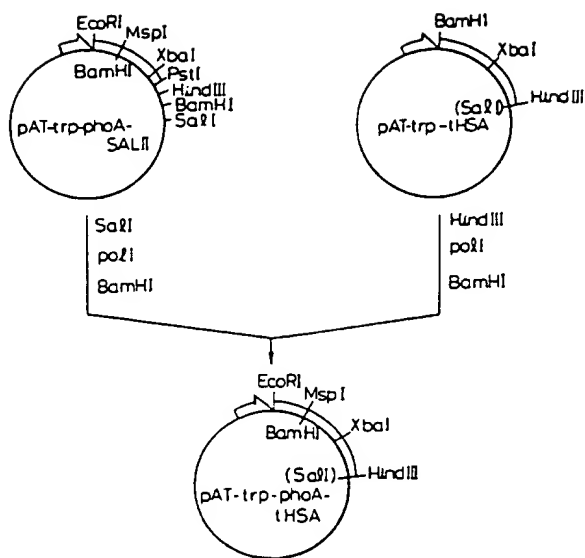 EcoRI
MspI
XbaI
PstI
HindIII
BamHI
SalI
BamHI
pAT-trp-phoA-
SALII
BamHI
XbaI
HindIII
(SalI)
pAT-trp-tHSA
SalI
polI
BamHI
HindIII
polI
BamHI
EcoRI
MspI
BamHI
XbaI
(SalI)
HindIII
pAT-trp-phoA-
tHSA